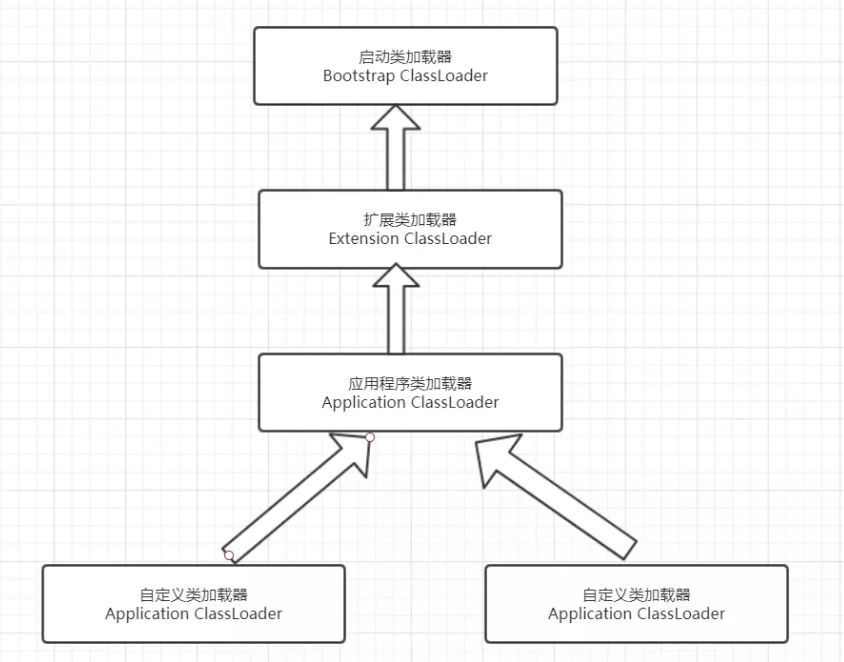 启动类加载器
Bootstrap ClassLoader
扩展类加载器
Extension ClassLoader
应用程序类加载器
Application ClassLoader
自定义类加载器
Application ClassLoader
自定义类加载器
Application ClassLoader